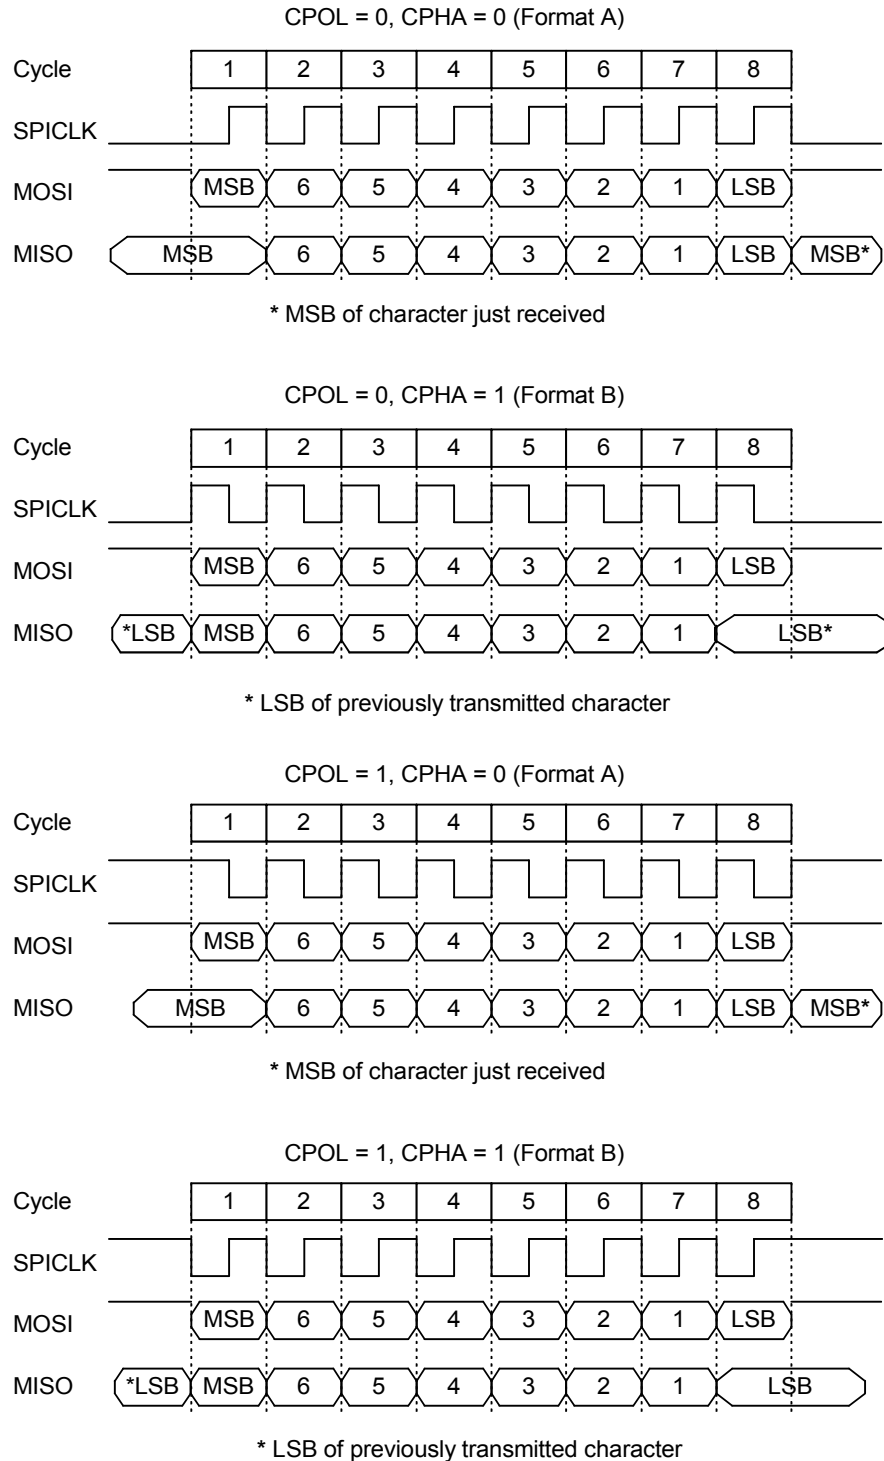 CPOL = 0, CPHA = 0 (Format A)
Cycle 1 2 3 4 5 6 7 8
SPICLK
MOSI MSB 6 5 4 3 2 1 LSB
MISO MSB 6 5 4 3 2 1 LSB MSB*
* MSB of character just received
CPOL = 0, CPHA = 1 (Format B)
Cycle 1 2 3 4 5 6 7 8
SPICLK
MOSI MSB 6 5 4 3 2 1 LSB
MISO *LSB MSB 6 5 4 3 2 1 LSB*
* LSB of previously transmitted character
CPOL = 1, CPHA = 0 (Format A)
Cycle 1 2 3 4 5 6 7 8
SPICLK
MOSI MSB 6 5 4 3 2 1 LSB
MISO MSB 6 5 4 3 2 1 LSB MSB*
* MSB of character just received
CPOL = 1, CPHA = 1 (Format B)
Cycle 1 2 3 4 5 6 7 8
SPICLK
MOSI MSB 6 5 4 3 2 1 LSB
MISO *LSB MSB 6 5 4 3 2 1 LSB
* LSB of previously transmitted character